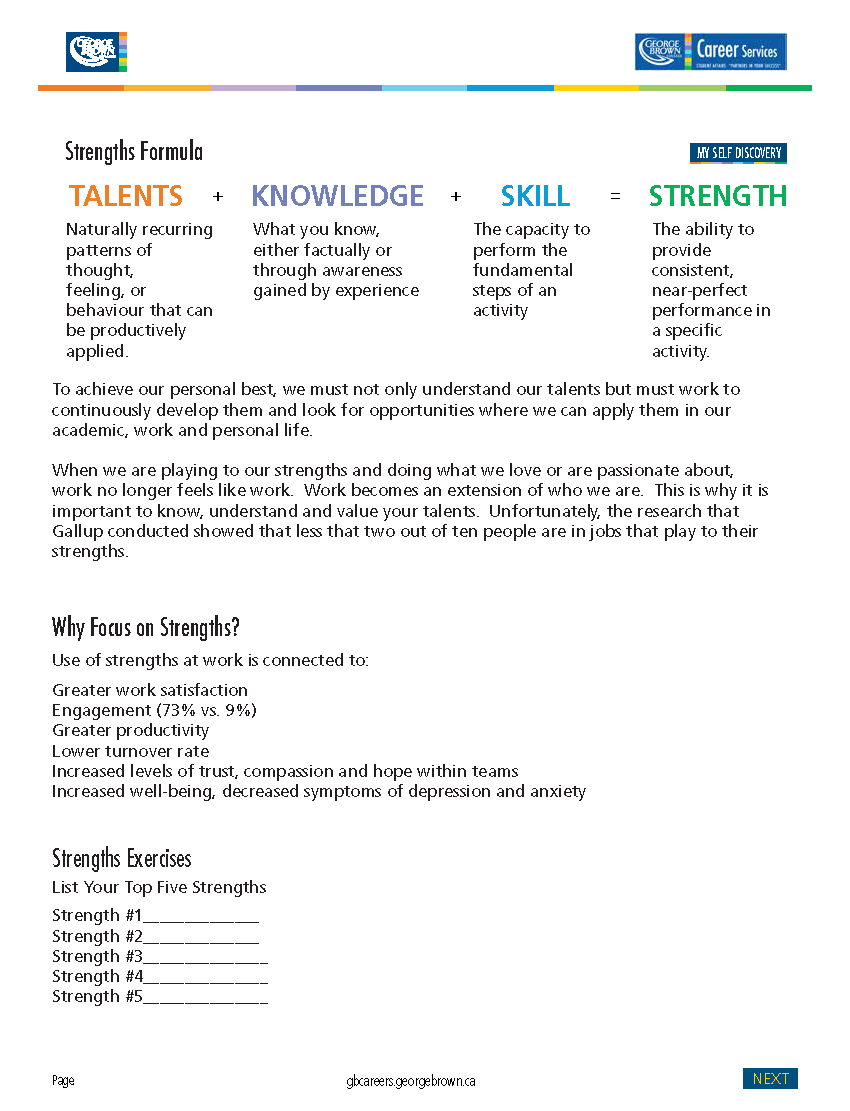 GEORGE
BROWN
GEORGE
BROWN
Career Services
STUDENT AFFAIRS: "PARTNERS IN YOUR SUCCESS"
Strengths Formula
MY SELF DISCOVERY
TALENTS + KNOWLEDGE + SKILL = STRENGTH
Naturally recurring
patterns of
thought,
feeling, or
behaviour that can
be productively
applied.
What you know,
either factually or
through awareness
gained by experience
The capacity to
perform the
fundamental
steps of an
activity
The ability to
provide
consistent,
near-perfect
performance in
a specific
activity.
To achieve our personal best, we must not only understand our talents but must work to
continuously develop them and look for opportunities where we can apply them in our
academic, work and personal life.
When we are playing to our strengths and doing what we love or are passionate about,
work no longer feels like work.  Work becomes an extension of who we are.  This is why it is
important to know, understand and value your talents.  Unfortunately, the research that
Gallup conducted showed that less that two out of ten people are in jobs that play to their
strengths.
Why Focus on Strengths?
Use of strengths at work is connected to:
Greater work satisfaction
Engagement (73% vs. 9%)
Greater productivity
Lower turnover rate
Increased levels of trust, compassion and hope within teams
Increased well-being, decreased symptoms of depression and anxiety
Strengths Exercises
List Your Top Five Strengths
Strength #1_____________
Strength #2_____________
Strength #3______________
Strength #4______________
Strength #5______________
Page
gbcareers.georgebrown.ca
NEXT